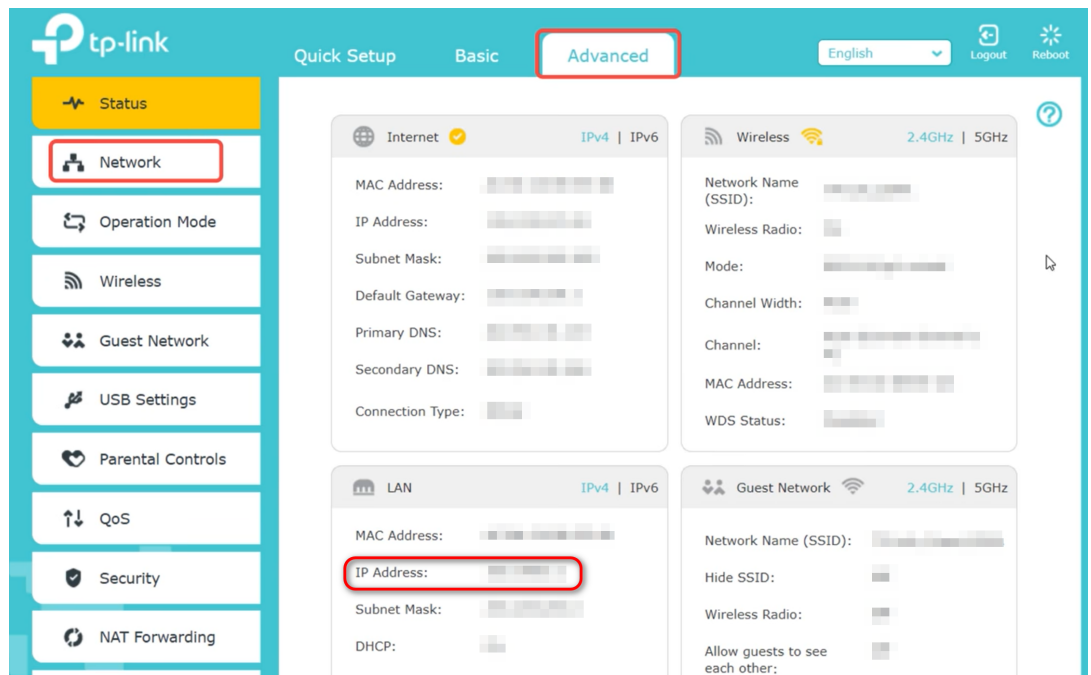 tp-link
Quick Setup
Basic
Advanced
English
Logout
Reboot
Status
Network
Operation Mode
Wireless
Guest Network
USB Settings
Parental Controls
QoS
Security
NAT Forwarding
Internet
IPv4 | IPv6
MAC Address:
IP Address:
Subnet Mask:
Default Gateway:
Primary DNS:
Secondary DNS:
Connection Type:
Wireless
2.4GHz | 5GHz
Network Name
(SSID):
Wireless Radio:
Mode:
Channel Width:
Channel:
MAC Address:
WDS Status:
LAN
IPv4 | IPv6
MAC Address:
IP Address:
Subnet Mask:
DHCP:
Guest Network
2.4GHz | 5GHz
Network Name (SSID):
Hide SSID:
Wireless Radio:
Allow guests to see
each other: